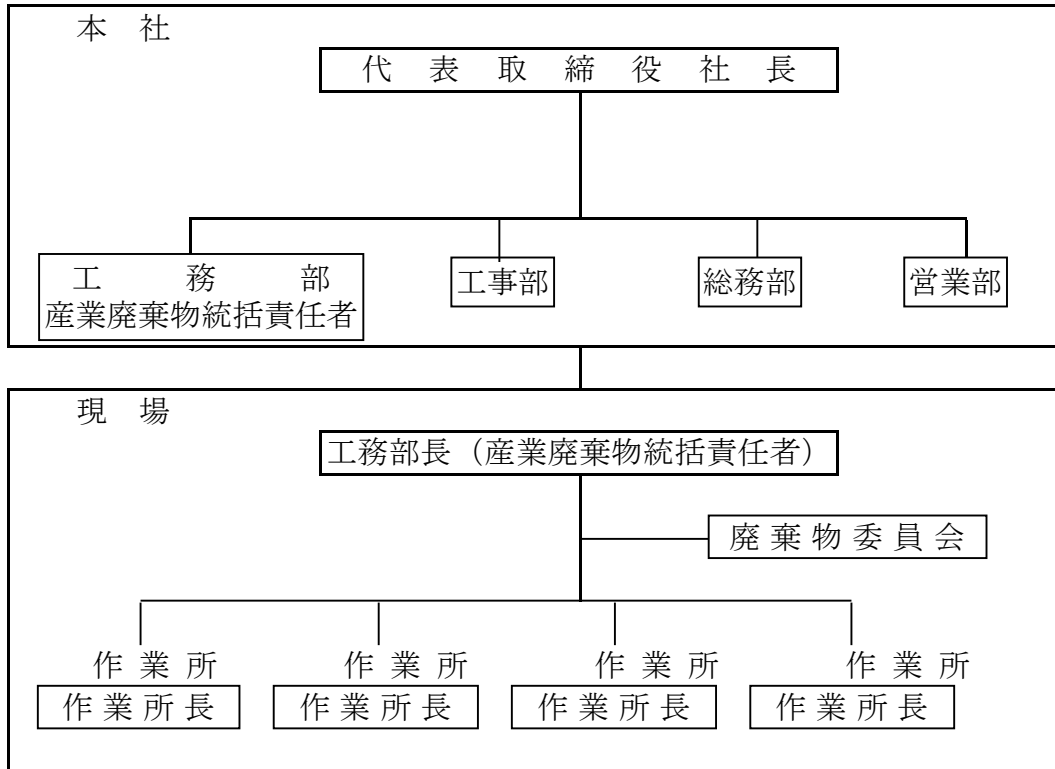 本 社
代 表 取 締 役 社 長
工 務 部
産業廃棄物統括責任者
工事部
総務部
営業部
現 場
工務部長（産業廃棄物統括責任者）
廃 棄 物 委 員 会
作 業 所
作 業 所 長
作 業 所
作 業 所 長
作 業 所
作 業 所 長
作 業 所
作 業 所 長